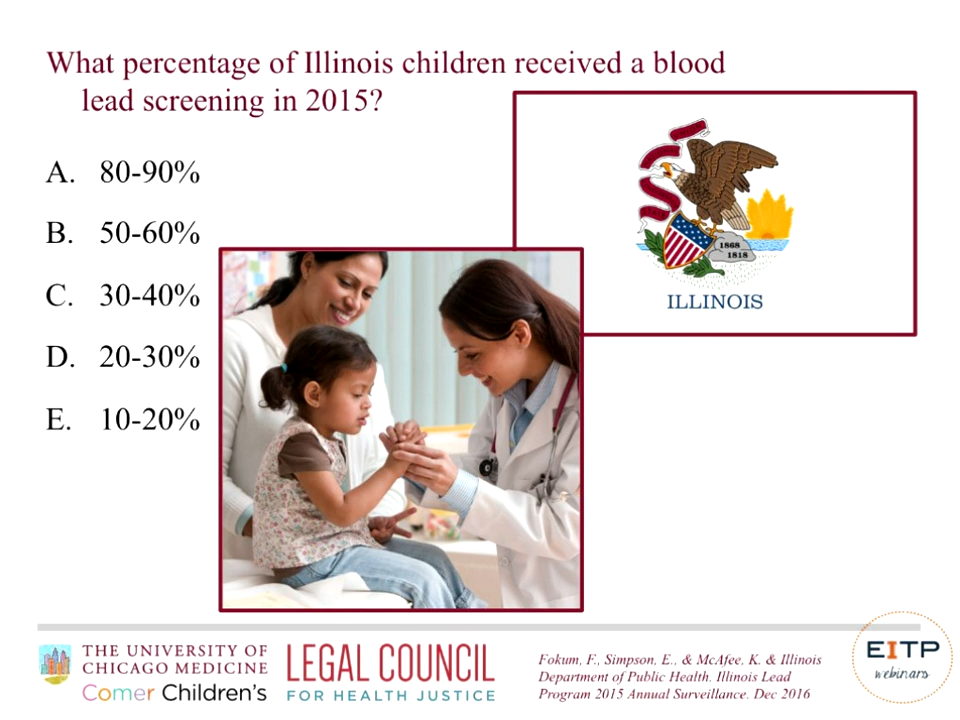 What percentage of Illinois children received a blood
lead screening in 2015?
A. 80-90%
B. 50-60%
C. 30-40%
D. 20-30%
E. 10-20%
1868
1818
ILLINOIS
THE UNIVERSITY OF
CHICAGO MEDICINE
Comer Children's
LEGAL COUNCIL
FOR HEALTH JUSTICE
Fokum, F., Simpson, E., & McAfee, K. & Illinois
Department of Public Health. Illinois Lead
Program 2015 Annual Surveillance. Dec 2016
EITP
webinars